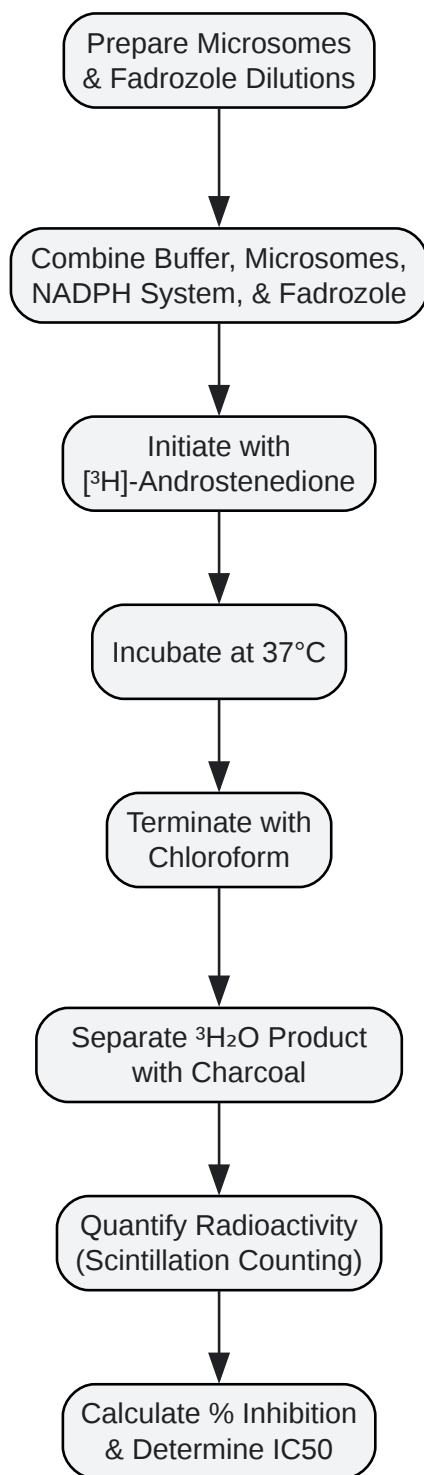 Prepare Microsomes
& Fadrozole Dilutions
Combine Buffer, Microsomes,
NADPH System, & Fadrozole
Initiate with
[³H]-Androstenedione
Incubate at 37°C
Terminate with
Chloroform
Separate ³H₂O Product
with Charcoal
Quantify Radioactivity
(Scintillation Counting)
Calculate % Inhibition
& Determine IC50